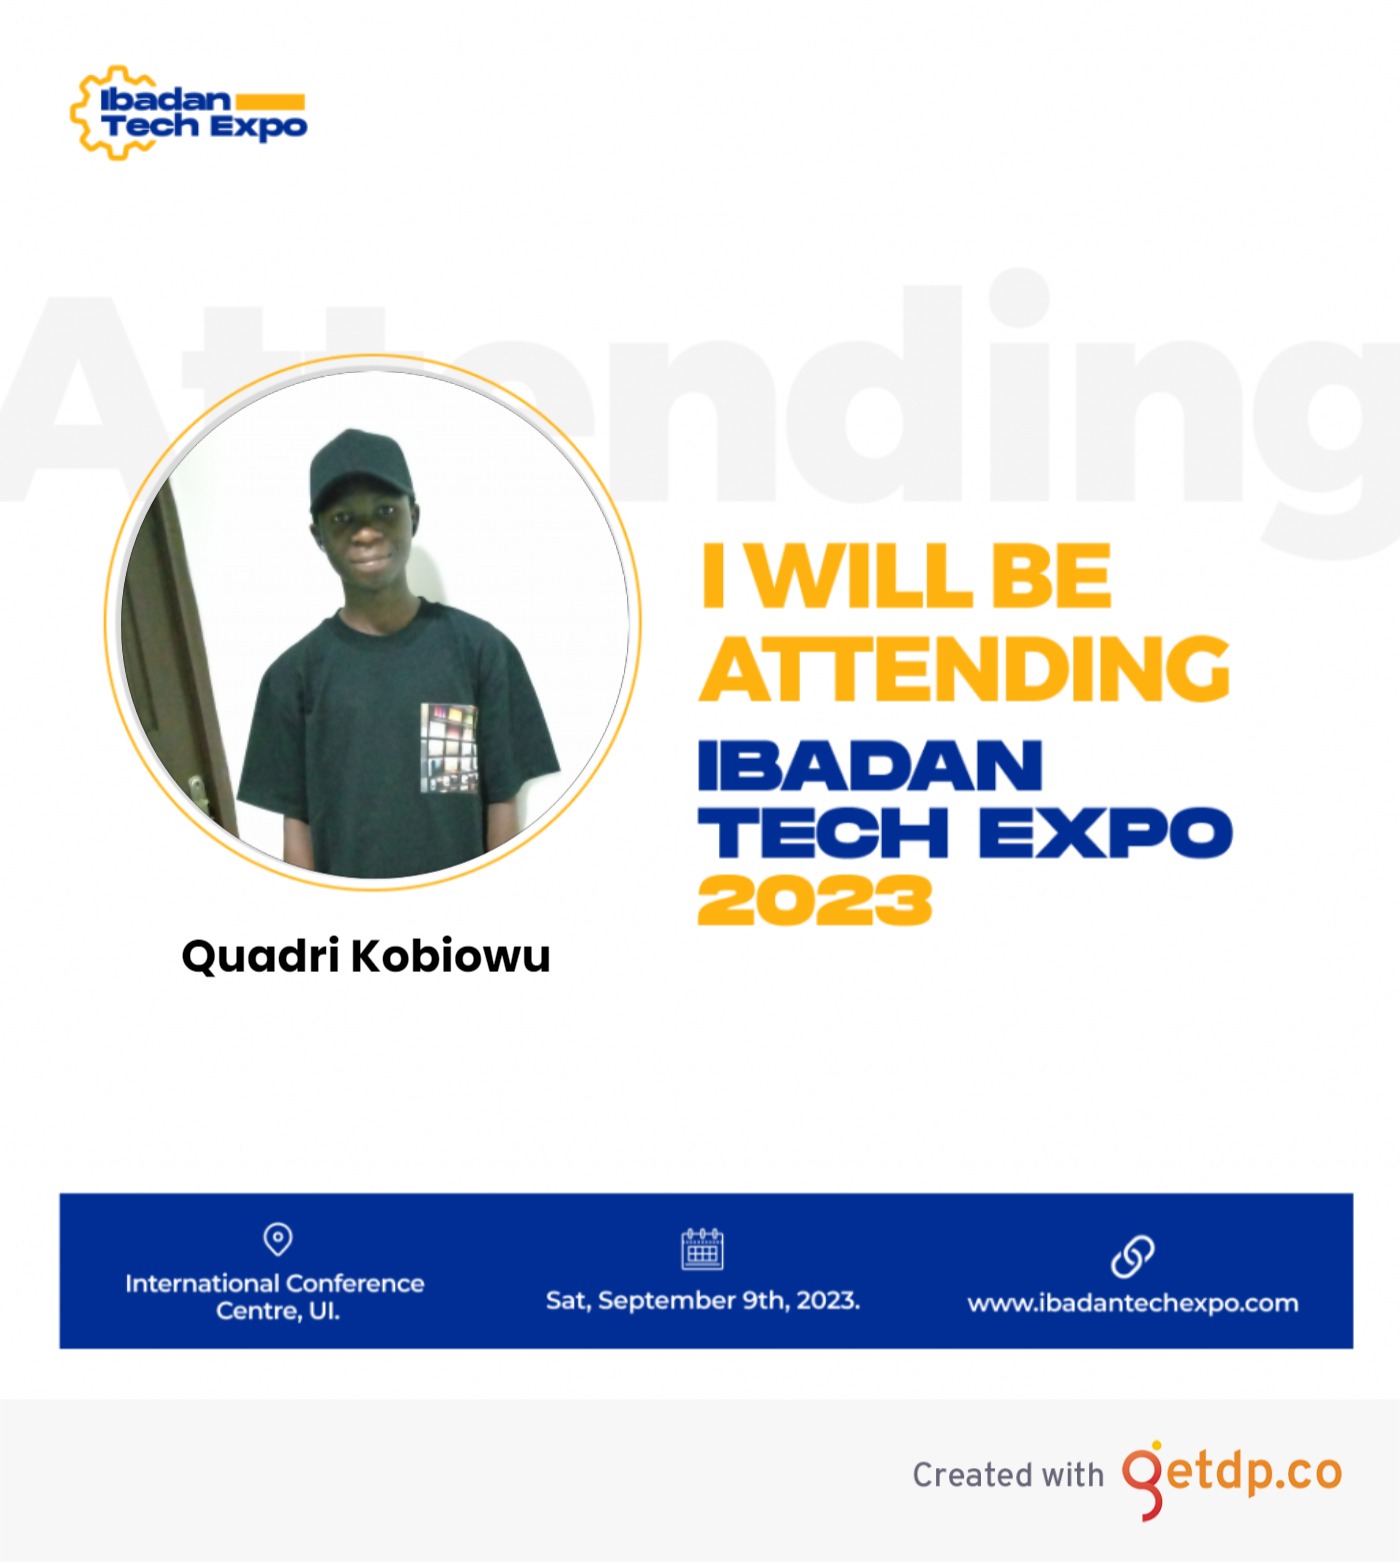 Ibadan
Tech Expo
Attending
I WILL BE
ATTENDING
IBADAN
TECH EXPO
2023
Quadri Kobiowu
International Conference
Centre, UI.
Sat, September 9th, 2023.
www.ibadantechexpo.com
Created with getdp.co